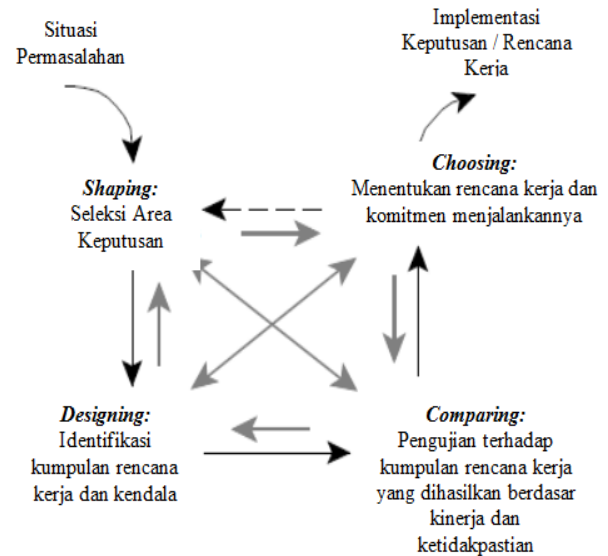 Situasi
Permasalahan
Implementasi
Keputusan / Rencana
Kerja
Shaping:
Seleksi Area
Keputusan
Choosing:
Menentukan rencana kerja dan
komitmen menjalankannya
Designing:
Identifikasi
kumpulan rencana
kerja dan kendala
Comparing:
Pengujian terhadap
kumpulan rencana kerja
yang dihasilkan berdasar
kinerja dan
ketidakpastian